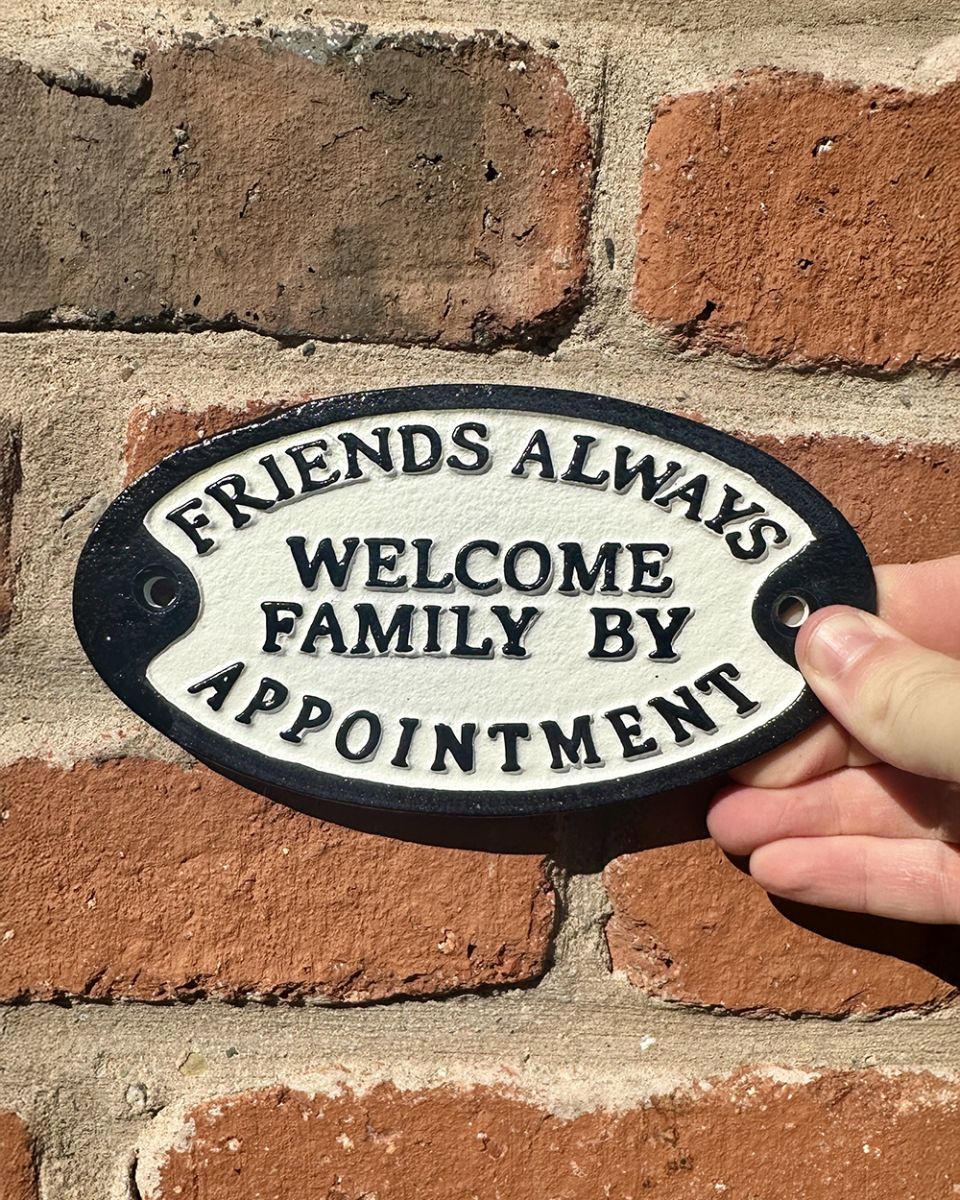 FRIENDS ALWAYS
WELCOME
FAMILY BY
APPOINTMENT